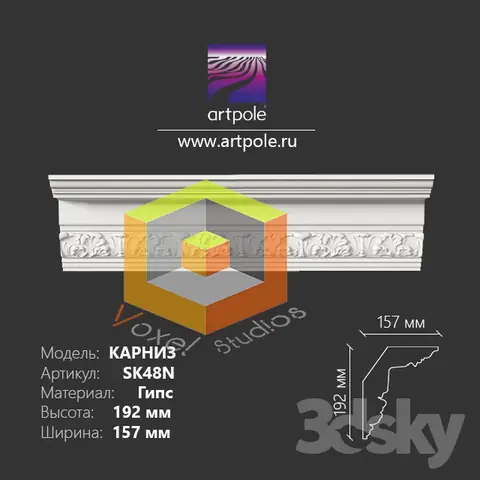 artpole®
www.artpole.ru
Voxel Studios
157 мм
192 мм
Модель: КАРНИЗ
Артикул: SK48N
Материал: Гипс
Высота: 192 мм
Ширина: 157 мм
3dsky